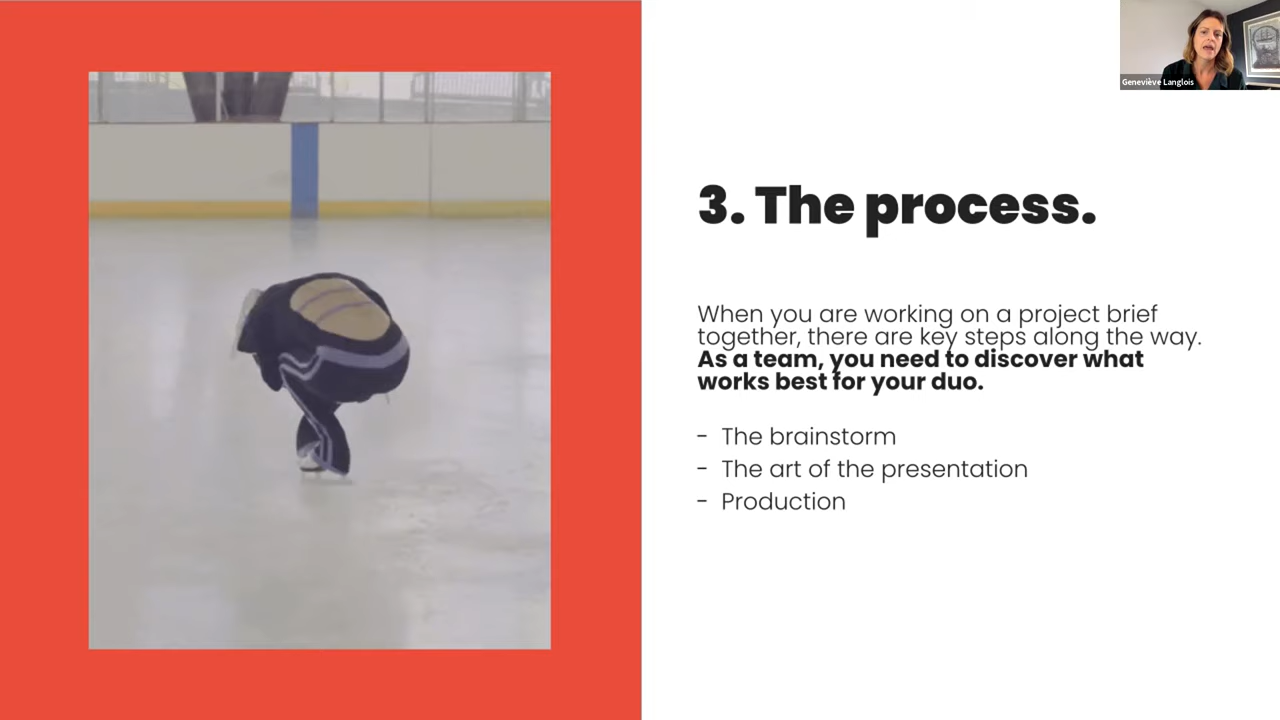 Geneviève Langlois
3. The process.
When you are working on a project brief
together, there are key steps along the way.
As a team, you need to discover what
works best for your duo.
- The brainstorm
- The art of the presentation
- Production